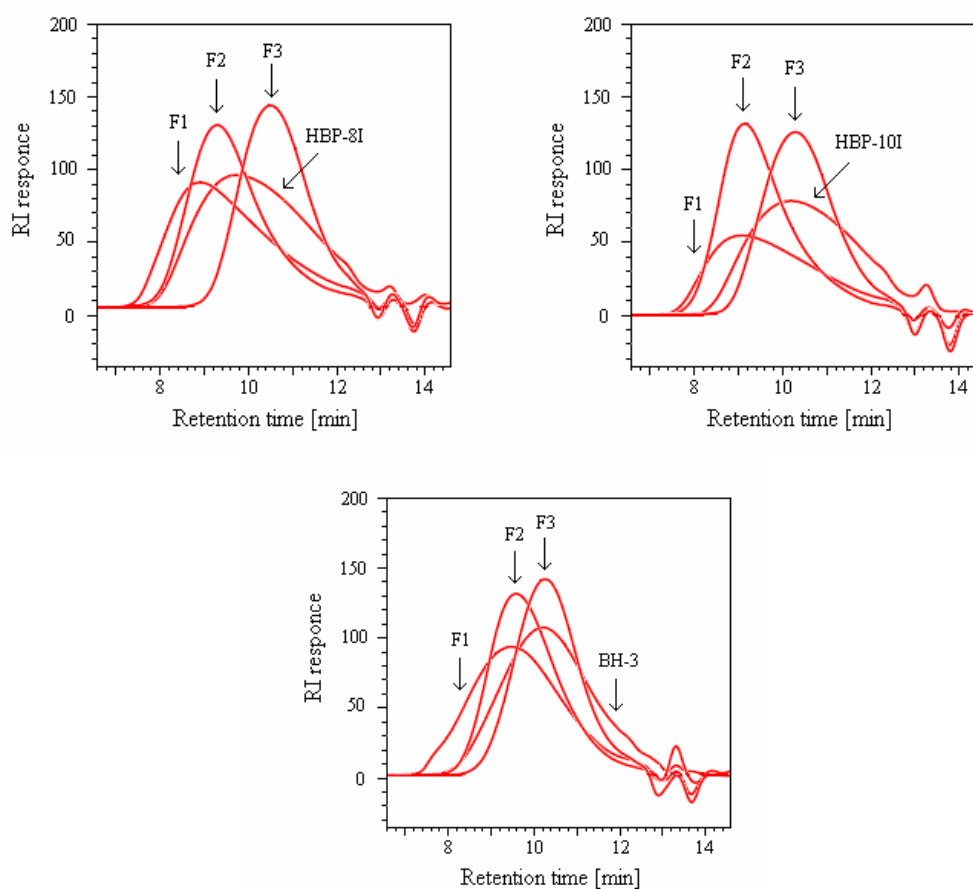 200
150
100
50
0
RI responce
F1
F2
F3
HBP-8I
8
10
12
14
Retention time [min]
200
150
100
50
0
RI responce
F1
F2
F3
HBP-10I
8
10
12
14
Retention time [min]
200
150
100
50
0
RI responce
F1
F2
F3
BH-3
8
10
12
14
Retention time [min]